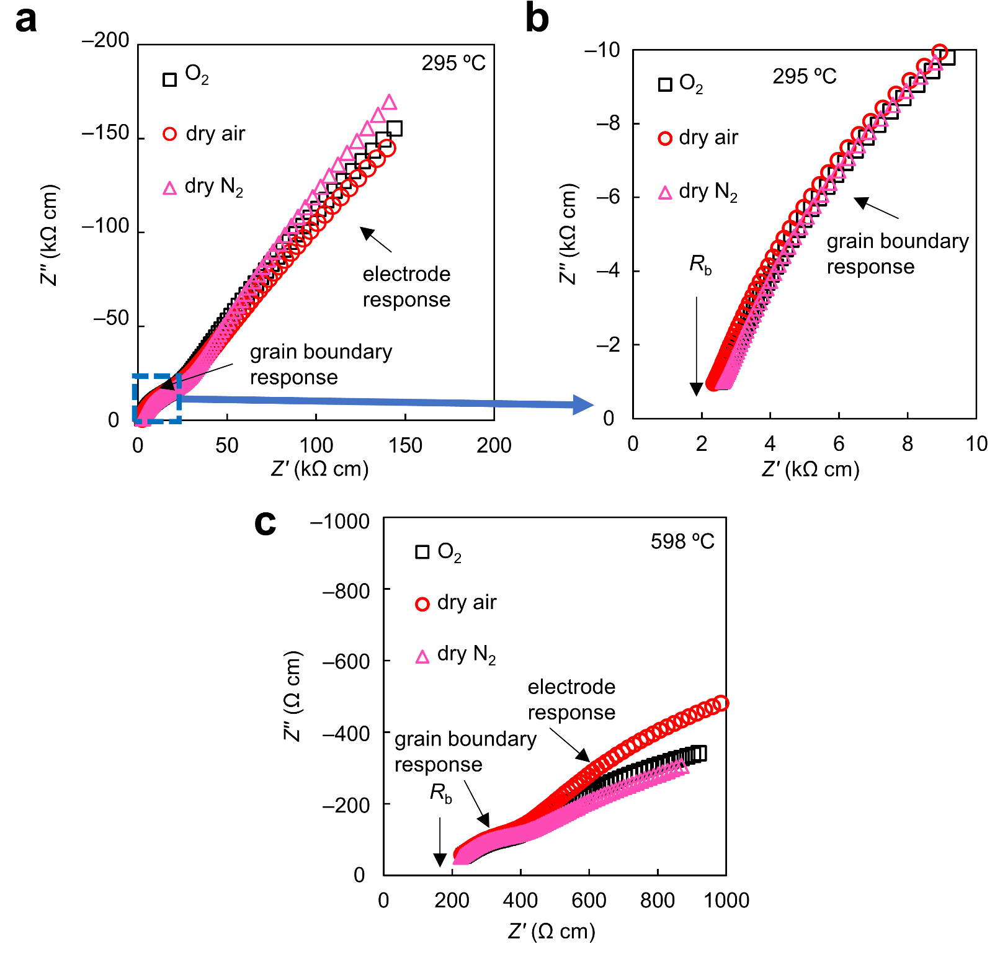 a
–200
–150
–100
–50
0
0
50
100
150
200
Z″ (kΩ cm)
Z′ (kΩ cm)
295 ºC
O2
dry air
dry N2
electrode
response
grain boundary
response
b
–10
–8
–6
–4
–2
0
0
2
4
6
8
10
Z″ (kΩ cm)
Z′ (kΩ cm)
295 ºC
O2
dry air
dry N2
Rb
grain boundary
response
c
–1000
–800
–600
–400
–200
0
0
200
400
600
800
1000
Z″ (Ω cm)
Z′ (Ω cm)
598 ºC
O2
dry air
dry N2
electrode
response
grain boundary
response
Rb